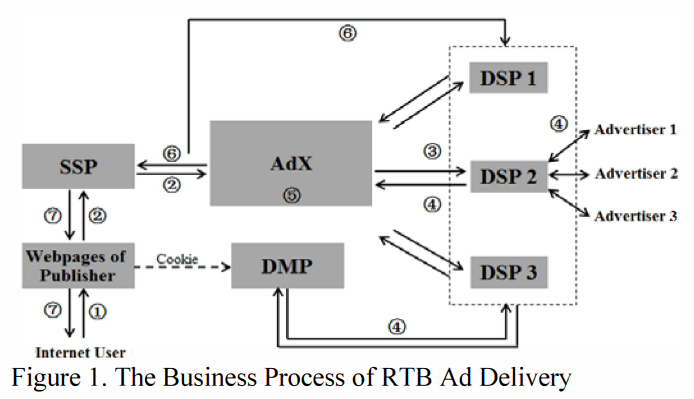 ⑥
DSP 1
④ Advertiser 1
SSP
⑥
②
AdX
⑤
③
④
DSP 2
Advertiser 2
Advertiser 3
⑦ ②
Webpages of
Publisher
Cookie
DMP
DSP 3
⑦ ①
④
Internet User
Figure 1. The Business Process of RTB Ad Delivery